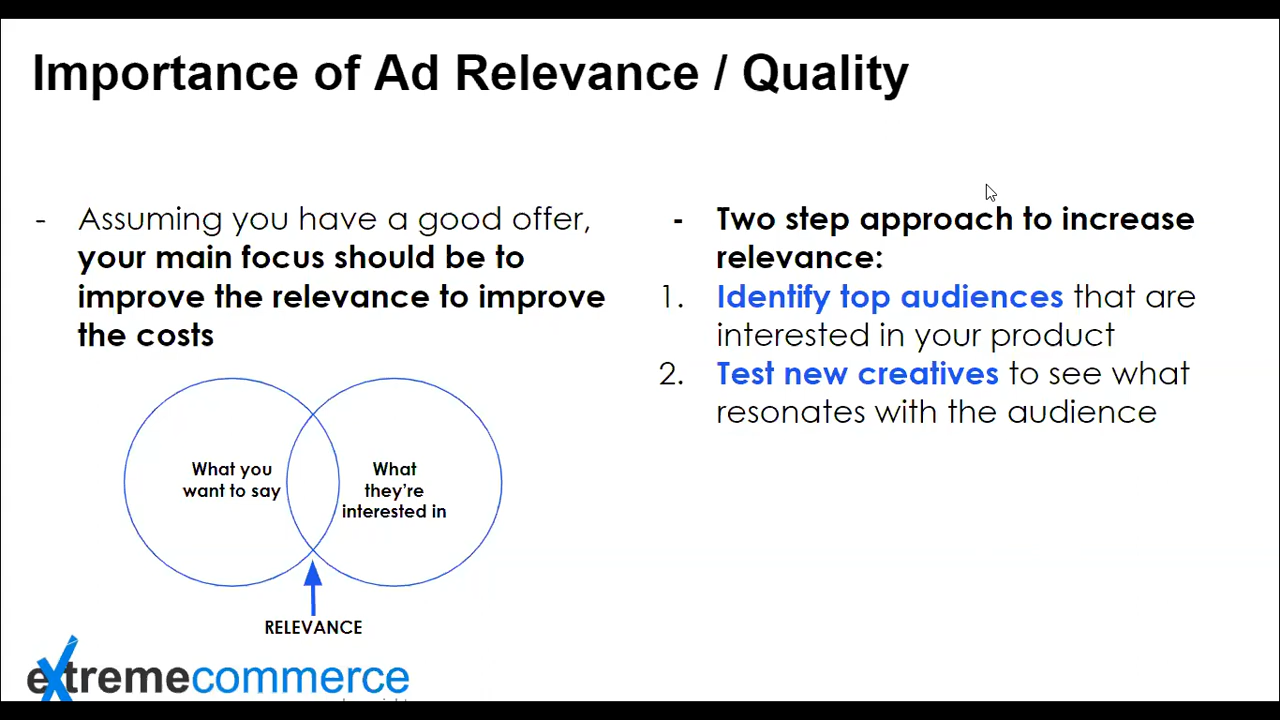 Importance of Ad Relevance / Quality
- Assuming you have a good offer,
your main focus should be to
improve the relevance to improve
the costs
What you
want to say
What
they're
interested in
RELEVANCE
- Two step approach to increase
relevance:
1. Identify top audiences that are
interested in your product
2. Test new creatives to see what
resonates with the audience
extremecommerce